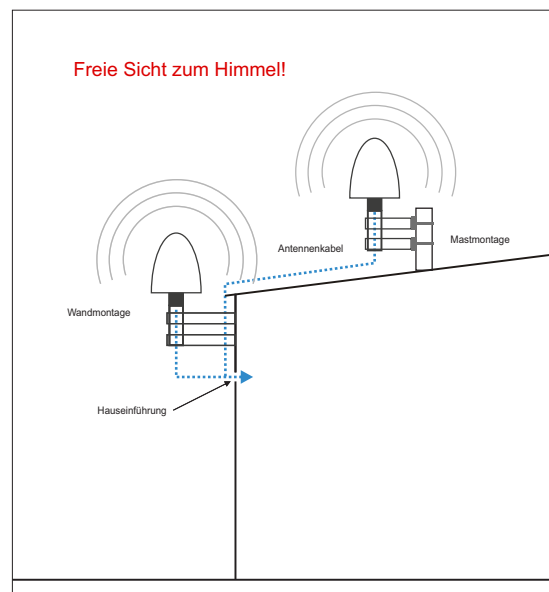 Freie Sicht zum Himmel!
Antennenkabel
Mastmontage
Wandmontage
Hauseinführung